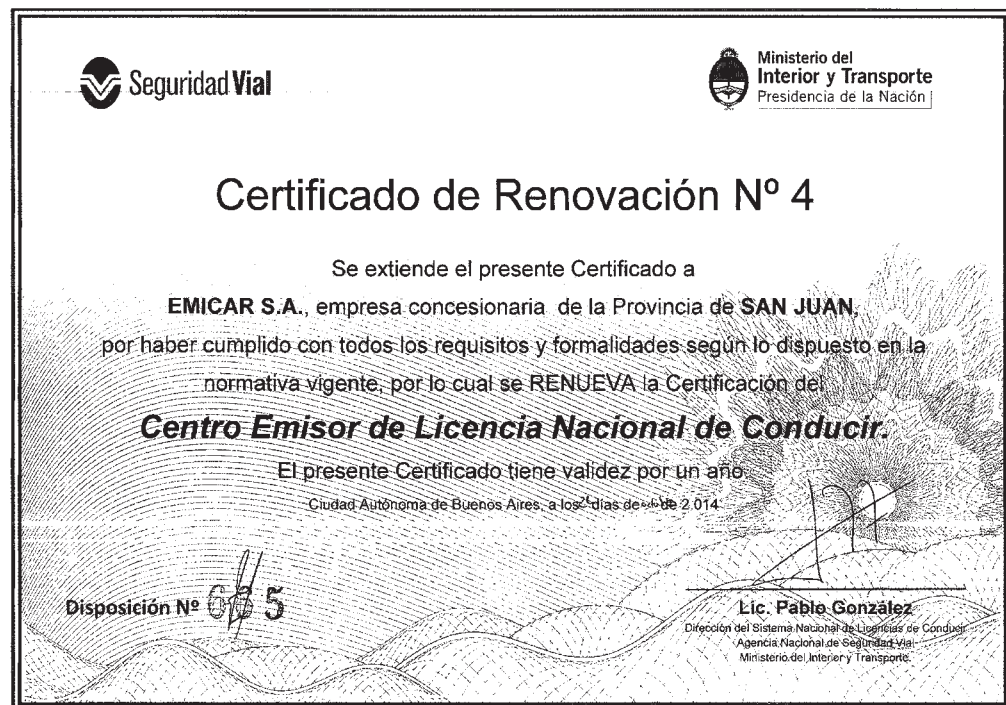 Seguridad Vial
Ministerio del
Interior y Transporte
Presidencia de la Nación
Certificado de Renovación Nº 4
Se extiende el presente Certificado a
EMICAR S.A., empresa concesionaria de la Provincia de SAN JUAN,
por haber cumplido con todos los requisitos y formalidades según lo dispuesto en la
normativa vigente, por lo cual se RENUEVA la Certificación del
Centro Emisor de Licencia Nacional de Conducir.
El presente Certificado tiene validez por un año.
Ciudad Autónoma de Buenos Aires, a los días de de 2.014
Disposición Nº
Lic. Pablo González
Dirección del Sistema Nacional de Licencias de Conducir
Agencia Nacional de Seguridad Vial
Ministerio del Interior y Transporte.